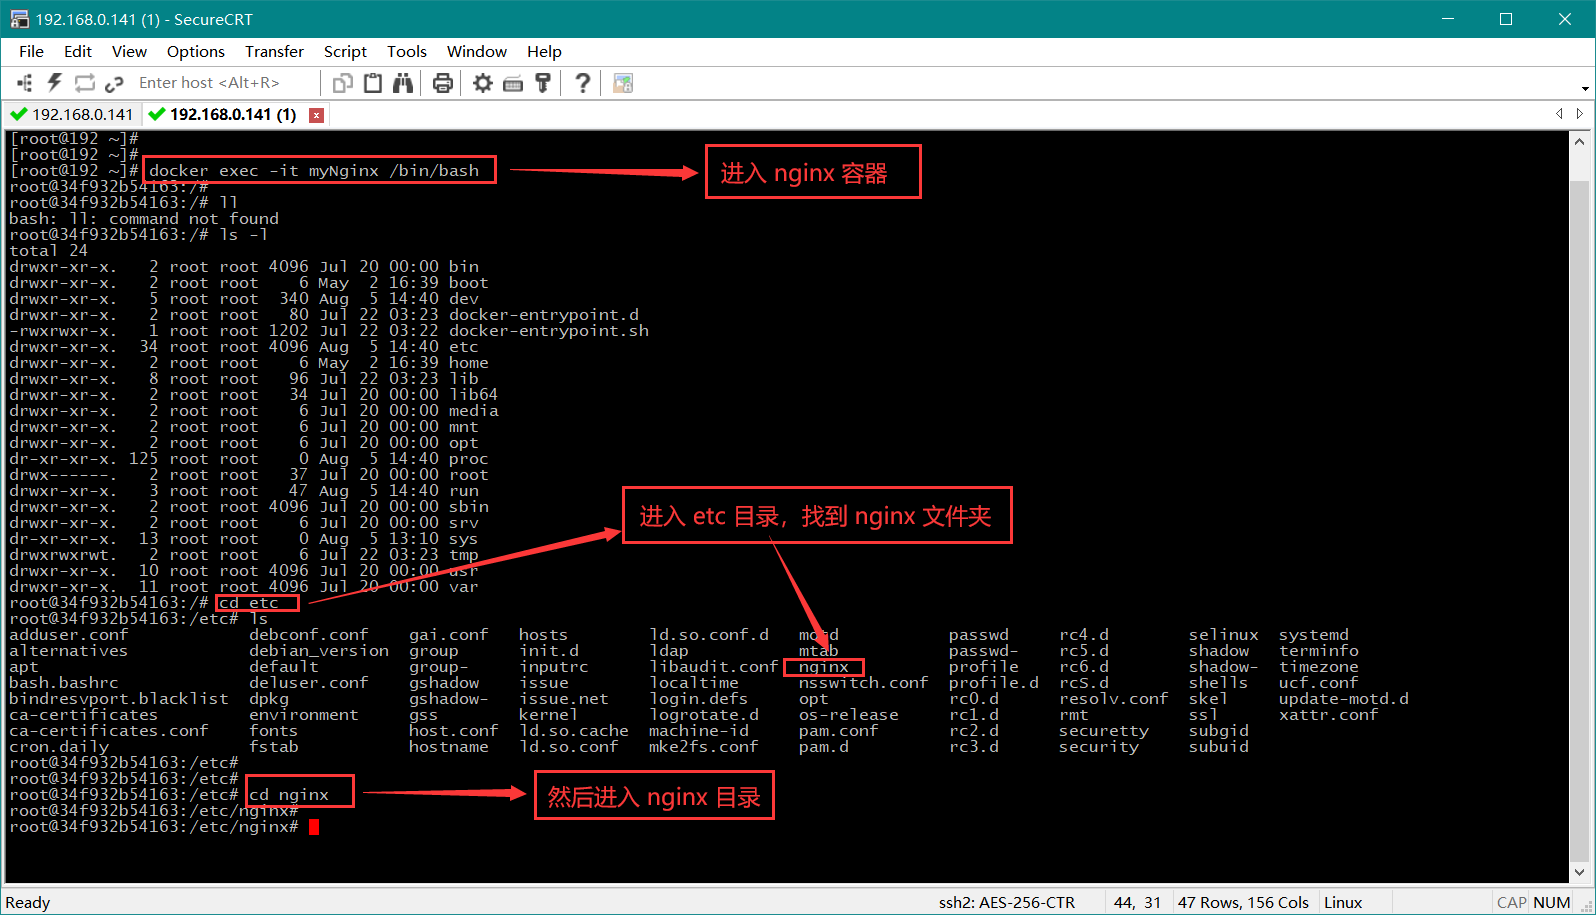 192.168.0.141 (1) - SecureCRT
File Edit View Options Transfer Script Tools Window Help
Enter host <Alt+R>
192.168.0.141 192.168.0.141 (1)
[root@192 ~]#
[root@192 ~]#
[root@192 ~]# docker exec -it myNginx /bin/bash
进入 nginx 容器
root@34f932b54163:/#
root@34f932b54163:/# ll
bash: ll: command not found
root@34f932b54163:/# ls -l
total 24
drwxr-xr-x.   2 root root 4096 Jul 20 00:00 bin
drwxr-xr-x.   2 root root    6 May  2 16:39 boot
drwxr-xr-x.   5 root root  340 Aug  5 14:40 dev
drwxr-xr-x.   2 root root   80 Jul 22 03:23 docker-entrypoint.d
-rwxrwxr-x.   1 root root 1202 Jul 22 03:22 docker-entrypoint.sh
drwxr-xr-x.  34 root root 4096 Aug  5 14:40 etc
drwxr-xr-x.   2 root root    6 May  2 16:39 home
drwxr-xr-x.   8 root root   96 Jul 22 03:23 lib
drwxr-xr-x.   2 root root   34 Jul 20 00:00 lib64
drwxr-xr-x.   2 root root    6 Jul 20 00:00 media
drwxr-xr-x.   2 root root    6 Jul 20 00:00 mnt
drwxr-xr-x.   2 root root    6 Jul 20 00:00 opt
dr-xr-xr-x. 125 root root    0 Aug  5 14:40 proc
drwx------.   2 root root   37 Jul 20 00:00 root
drwxr-xr-x.   3 root root   47 Aug  5 14:40 run
drwxr-xr-x.   2 root root 4096 Jul 20 00:00 sbin
drwxr-xr-x.   2 root root    6 Jul 20 00:00 srv
dr-xr-xr-x.  13 root root    0 Aug  5 13:10 sys
drwxrwxrwt.   2 root root    6 Jul 22 03:23 tmp
drwxr-xr-x.  10 root root 4096 Jul 20 00:00 usr
drwxr-xr-x.  11 root root 4096 Jul 20 00:00 var
进入 etc 目录，找到 nginx 文件夹
root@34f932b54163:/# cd etc
root@34f932b54163:/etc# ls
adduser.conf debconf.conf gai.conf hosts ld.so.conf.d motd passwd rc4.d selinux systemd
alternatives debian_version group init.d ldap mtab passwd- rc5.d shadow terminfo
apt default group- inputrc libaudit.conf nginx profile rc6.d shadow- timezone
bash.bashrc deluser.conf gshadow issue localtime nsswitch.conf profile.d rcS.d shells ucf.conf
bindresvport.blacklist dpkg gshadow- issue.net login.defs opt rc0.d resolv.conf skel update-motd.d
ca-certificates environment gss kernel logrotate.d os-release rc1.d rmt ssl xattr.conf
ca-certificates.conf fonts host.conf ld.so.cache machine-id pam.conf rc2.d securetty subgid
cron.daily fstab hostname ld.so.conf mke2fs.conf pam.d rc3.d security subuid
root@34f932b54163:/etc#
root@34f932b54163:/etc#
root@34f932b54163:/etc# cd nginx
然后进入 nginx 目录
root@34f932b54163:/etc/nginx#
root@34f932b54163:/etc/nginx#
Ready ssh2: AES-256-CTR 44, 31 47 Rows, 156 Cols Linux CAP NUM